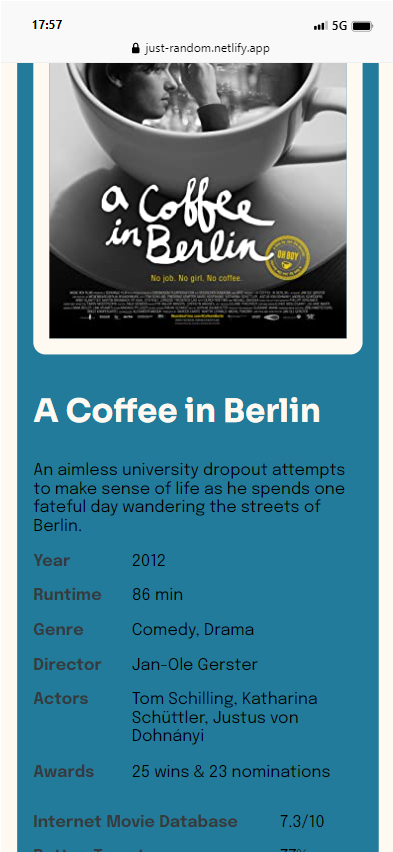 17:57
5G
just-random.netlify.app
a Coffee
in Berlin
OH BOY
No job. No girl. No coffee.
A Coffee in Berlin
An aimless university dropout attempts
to make sense of life as he spends one
fateful day wandering the streets of
Berlin.
Year 2012
Runtime 86 min
Genre Comedy, Drama
Director Jan-Ole Gerster
Actors Tom Schilling, Katharina
Schüttler, Justus von
Dohnányi
Awards 25 wins & 23 nominations
Internet Movie Database 7.3/10